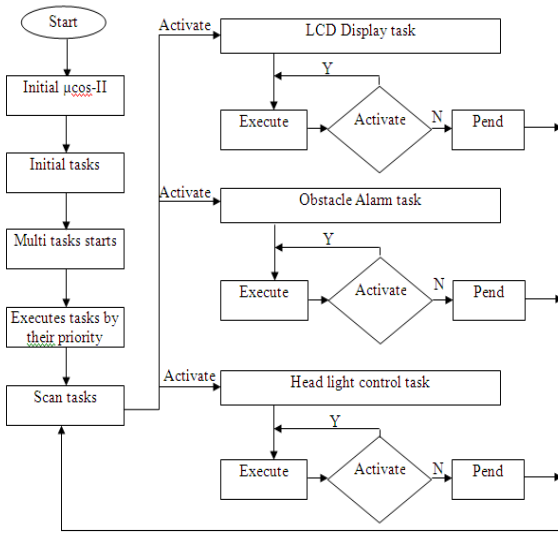 Start
Initial µcos-II
Initial tasks
Multi tasks starts
Executes tasks by
their priority
Scan tasks
Activate
LCD Display task
Y
Execute
Activate
N
Pend
Activate
Obstacle Alarm task
Y
Execute
Activate
N
Pend
Activate
Head light control task
Y
Execute
Activate
N
Pend